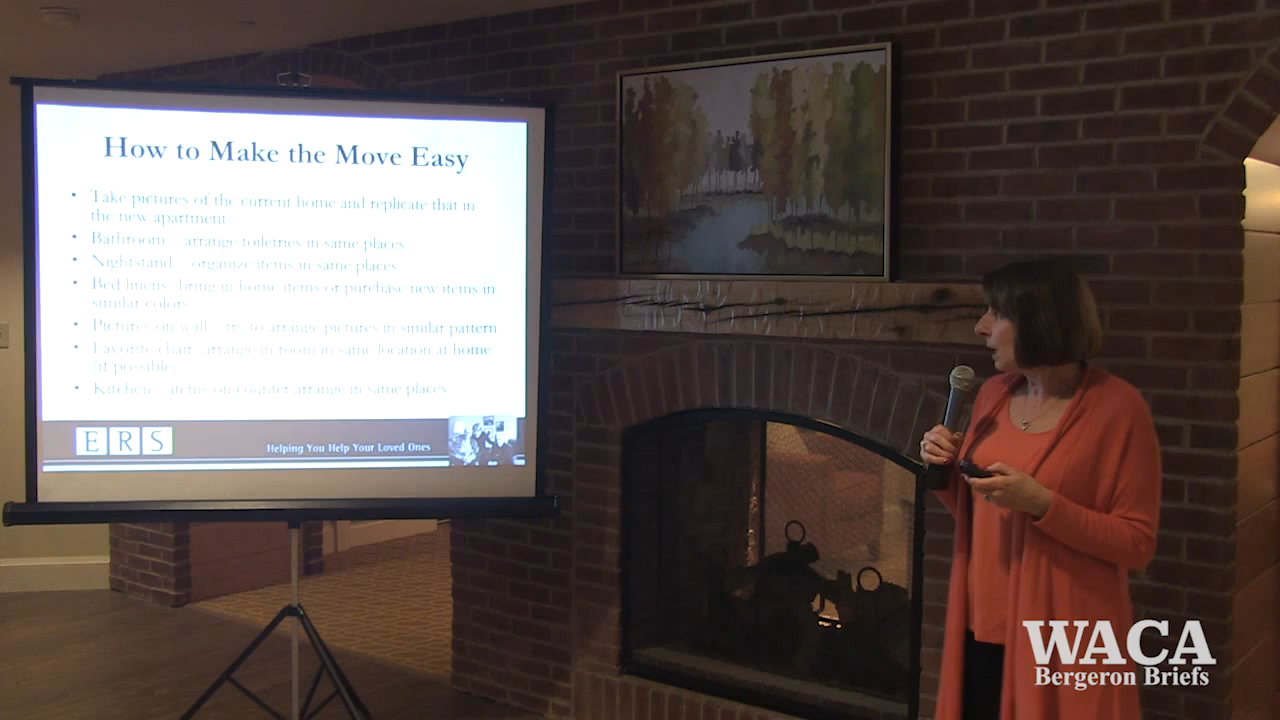 How to Make the Move Easy
• Take pictures of the current home and replicate that in
the new apartment
• Bathroom – arrange toiletries in same places
• Nightstand – organize items in same places
• Bed linens- bring in home items or purchase new items in
similar colors
• Pictures on wall – try to arrange pictures in similar pattern
• Favorite chair- arrange in room in same location at home
(if possible)
• Kitchen – items on counter arrange in same places
ERS
Helping You Help Your Loved Ones
WACA
Bergeron Briefs